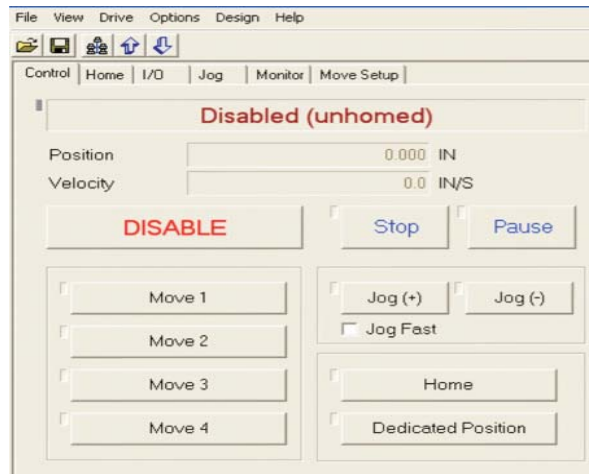 File View Drive Options Design Help
Control Home I/O Jog Monitor Move Setup
Disabled (unhomed)
Position 0.000 IN
Velocity 0.0 IN/S
DISABLE Stop Pause
Move 1 Jog (+) Jog (-)
Jog Fast
Move 2
Move 3 Home
Move 4 Dedicated Position